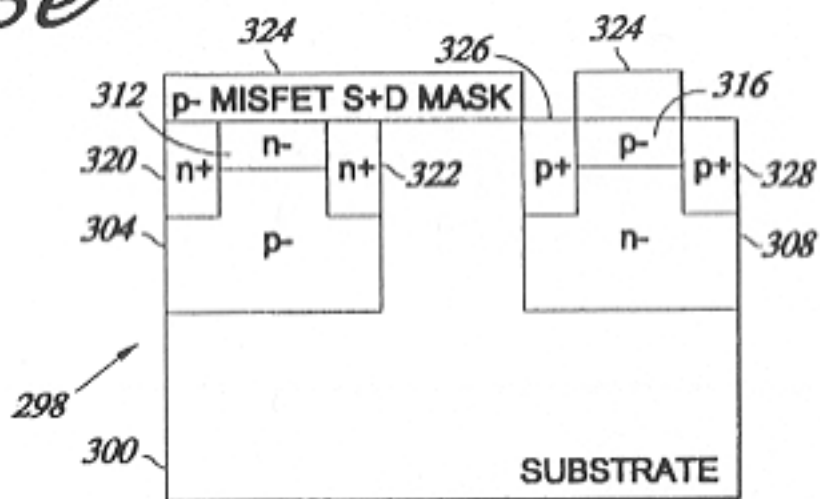 324 326 324
312 p- MISFET S+D MASK 316
320 n+ n- n+ 322 p+ p- p+ 328
304 p- n- 308
298
300 SUBSTRATE